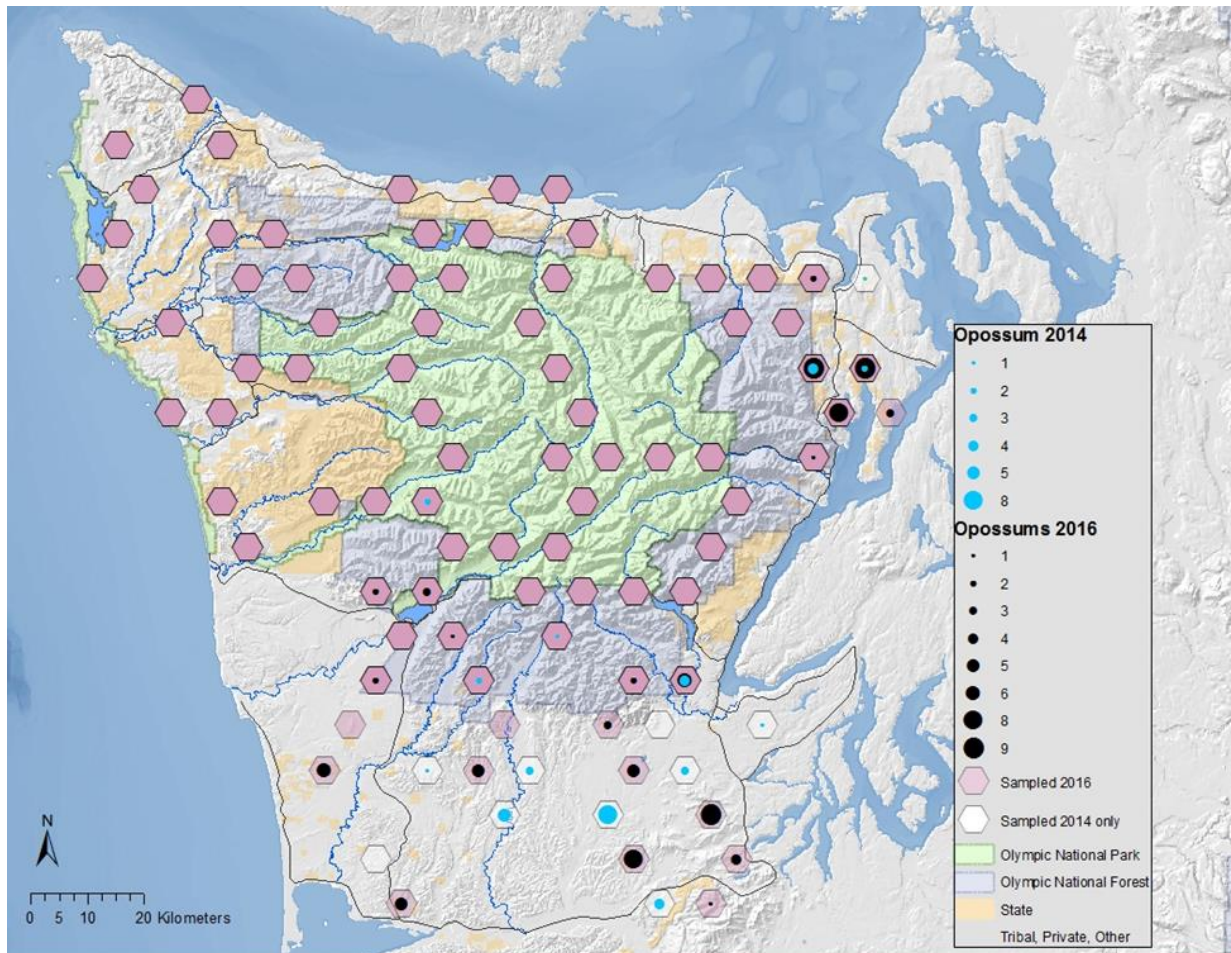 Opossum 2014
1
2
3
4
5
8
Opossums 2016
1
2
3
4
5
6
8
9
Sampled 2016
Sampled 2014 only
Olympic National Park
Olympic National Forest
State
Tribal, Private, Other
N
0 5 10 20 Kilometers